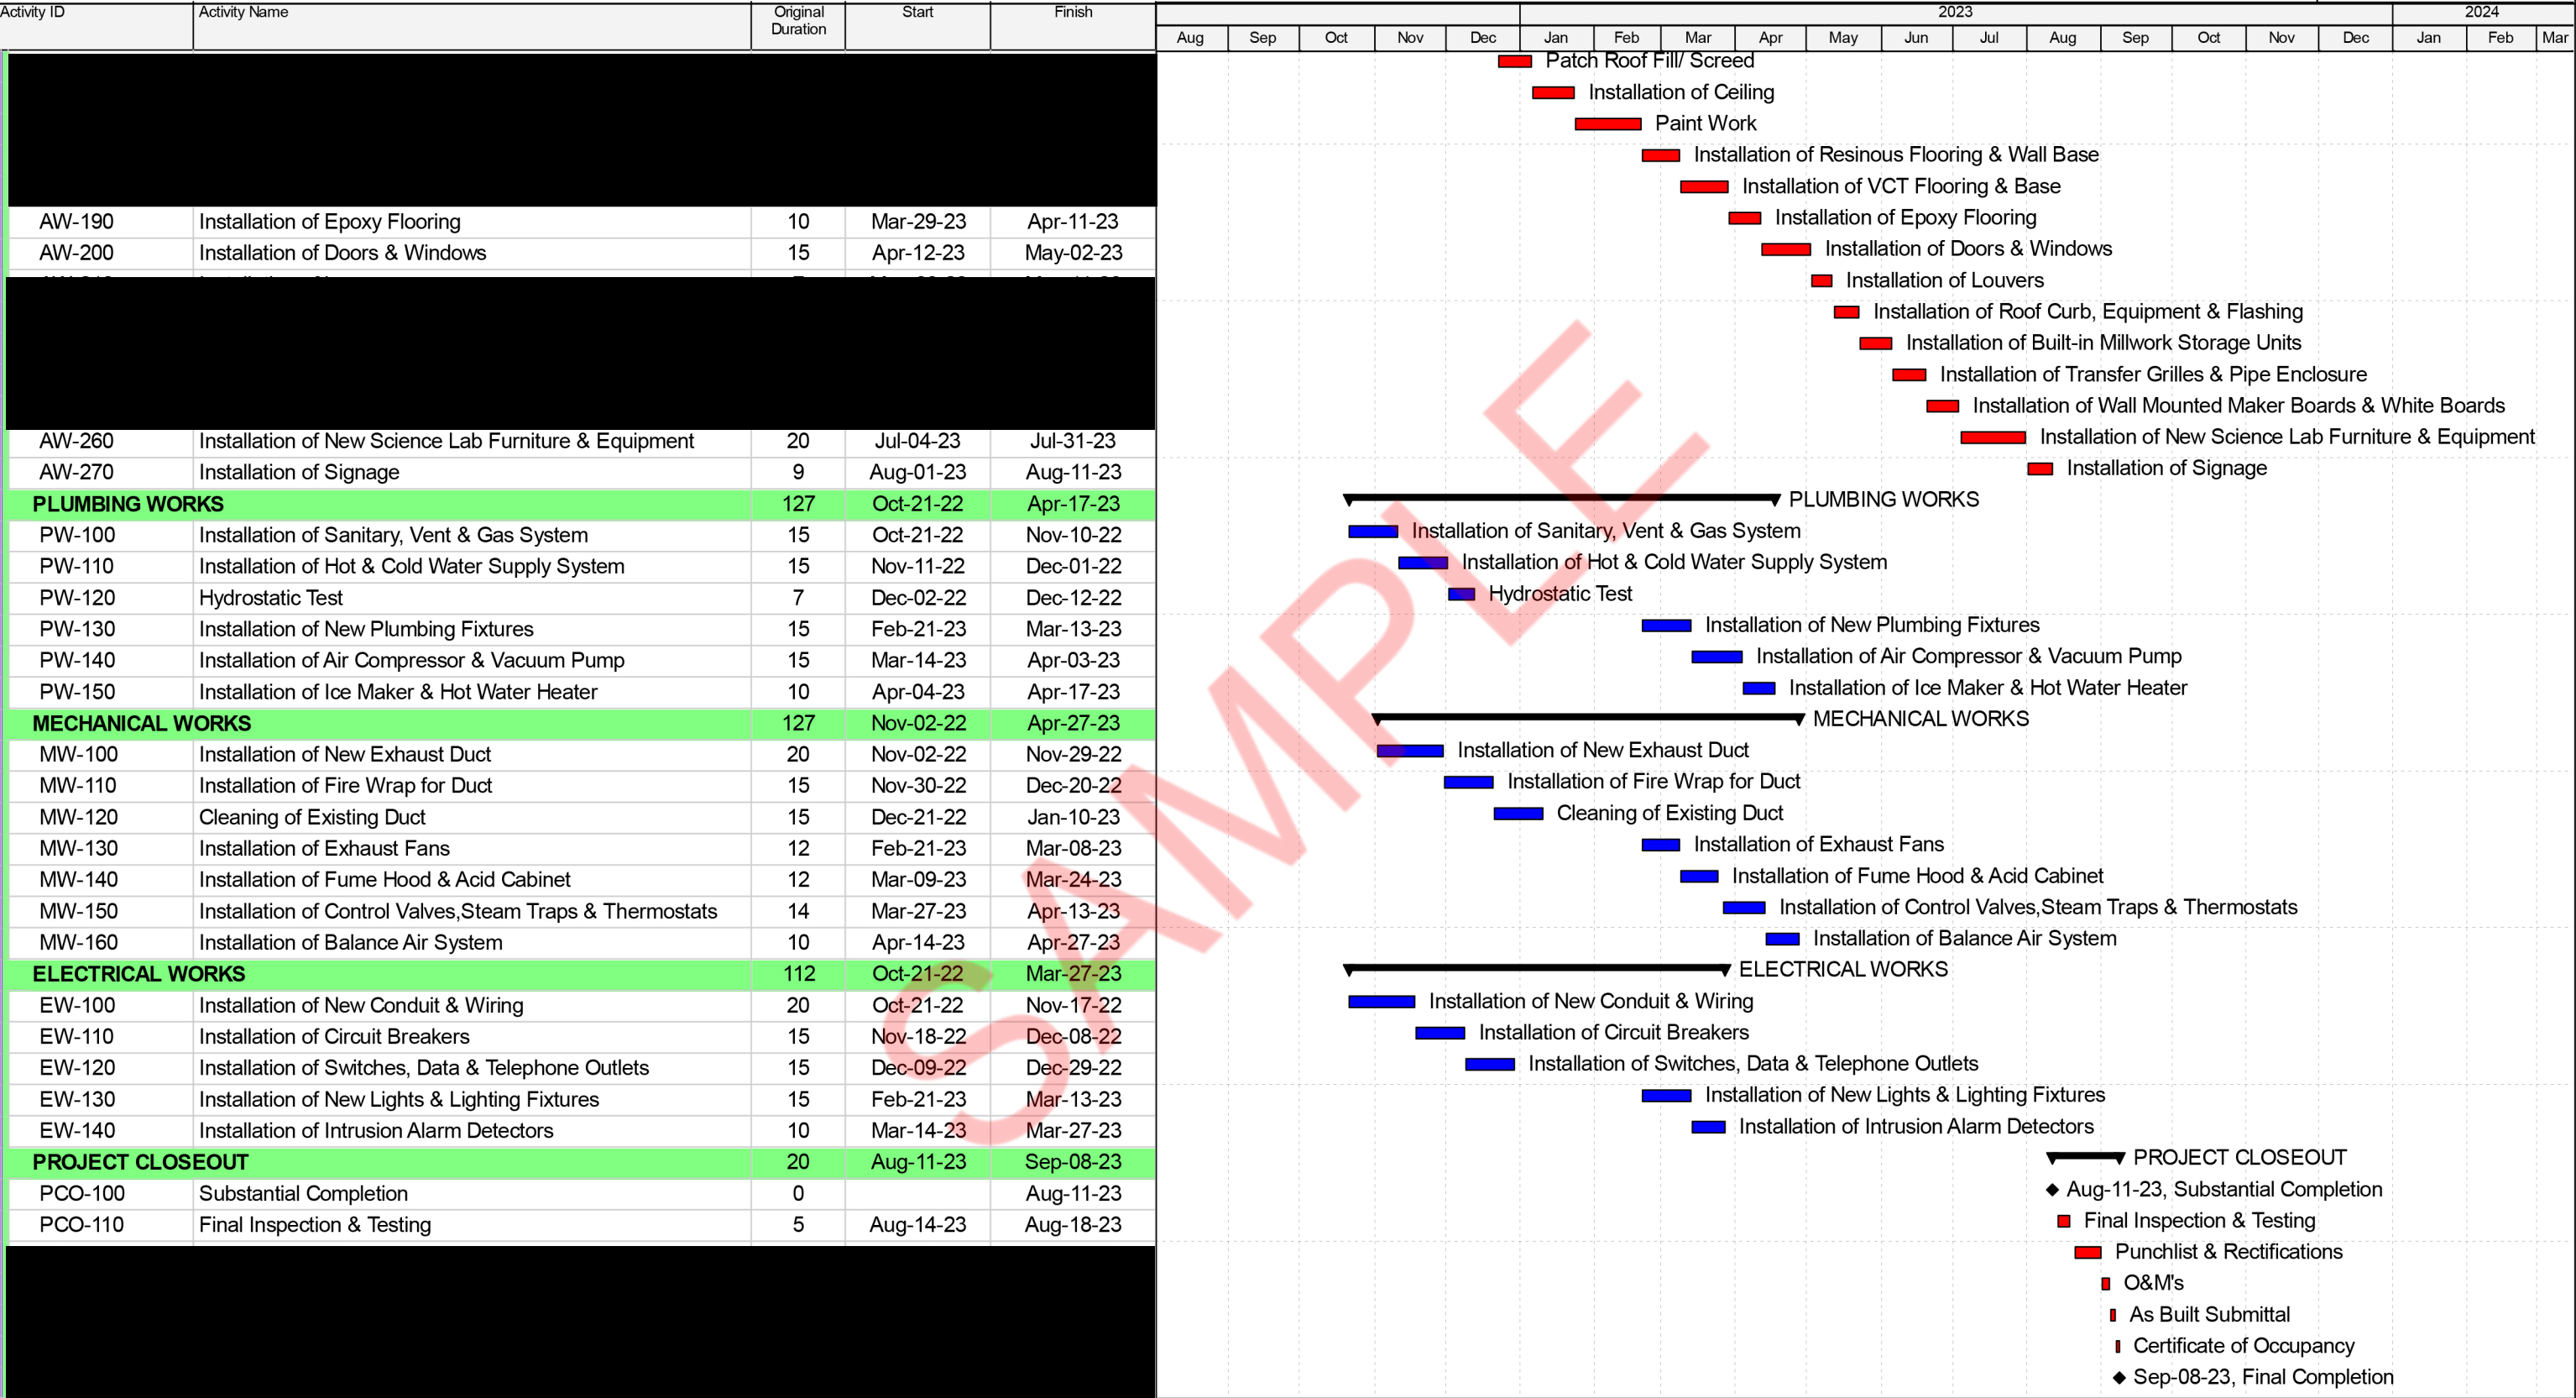 Activity ID Activity Name Original Duration Start Finish 2023 2024
Aug Sep Oct Nov Dec Jan Feb Mar Apr May Jun Jul Aug Sep Oct Nov Dec Jan Feb Mar
Patch Roof Fill/ Screed
Installation of Ceiling
Paint Work
Installation of Resinous Flooring & Wall Base
Installation of VCT Flooring & Base
AW-190 Installation of Epoxy Flooring 10 Mar-29-23 Apr-11-23 Installation of Epoxy Flooring
AW-200 Installation of Doors & Windows 15 Apr-12-23 May-02-23 Installation of Doors & Windows
Installation of Louvers
Installation of Roof Curb, Equipment & Flashing
Installation of Built-in Millwork Storage Units
Installation of Transfer Grilles & Pipe Enclosure
Installation of Wall Mounted Maker Boards & White Boards
AW-260 Installation of New Science Lab Furniture & Equipment 20 Jul-04-23 Jul-31-23 Installation of New Science Lab Furniture & Equipment
AW-270 Installation of Signage 9 Aug-01-23 Aug-11-23 Installation of Signage
PLUMBING WORKS 127 Oct-21-22 Apr-17-23 PLUMBING WORKS
PW-100 Installation of Sanitary, Vent & Gas System 15 Oct-21-22 Nov-10-22 Installation of Sanitary, Vent & Gas System
PW-110 Installation of Hot & Cold Water Supply System 15 Nov-11-22 Dec-01-22 Installation of Hot & Cold Water Supply System
PW-120 Hydrostatic Test 7 Dec-02-22 Dec-12-22 Hydrostatic Test
PW-130 Installation of New Plumbing Fixtures 15 Feb-21-23 Mar-13-23 Installation of New Plumbing Fixtures
PW-140 Installation of Air Compressor & Vacuum Pump 15 Mar-14-23 Apr-03-23 Installation of Air Compressor & Vacuum Pump
PW-150 Installation of Ice Maker & Hot Water Heater 10 Apr-04-23 Apr-17-23 Installation of Ice Maker & Hot Water Heater
MECHANICAL WORKS 127 Nov-02-22 Apr-27-23 MECHANICAL WORKS
MW-100 Installation of New Exhaust Duct 20 Nov-02-22 Nov-29-22 Installation of New Exhaust Duct
MW-110 Installation of Fire Wrap for Duct 15 Nov-30-22 Dec-20-22 Installation of Fire Wrap for Duct
MW-120 Cleaning of Existing Duct 15 Dec-21-22 Jan-10-23 Cleaning of Existing Duct
MW-130 Installation of Exhaust Fans 12 Feb-21-23 Mar-08-23 Installation of Exhaust Fans
MW-140 Installation of Fume Hood & Acid Cabinet 12 Mar-09-23 Mar-24-23 Installation of Fume Hood & Acid Cabinet
MW-150 Installation of Control Valves,Steam Traps & Thermostats 14 Mar-27-23 Apr-13-23 Installation of Control Valves,Steam Traps & Thermostats
MW-160 Installation of Balance Air System 10 Apr-14-23 Apr-27-23 Installation of Balance Air System
ELECTRICAL WORKS 112 Oct-21-22 Mar-27-23 ELECTRICAL WORKS
EW-100 Installation of New Conduit & Wiring 20 Oct-21-22 Nov-17-22 Installation of New Conduit & Wiring
EW-110 Installation of Circuit Breakers 15 Nov-18-22 Dec-08-22 Installation of Circuit Breakers
EW-120 Installation of Switches, Data & Telephone Outlets 15 Dec-09-22 Dec-29-22 Installation of Switches, Data & Telephone Outlets
EW-130 Installation of New Lights & Lighting Fixtures 15 Feb-21-23 Mar-13-23 Installation of New Lights & Lighting Fixtures
EW-140 Installation of Intrusion Alarm Detectors 10 Mar-14-23 Mar-27-23 Installation of Intrusion Alarm Detectors
PROJECT CLOSEOUT 20 Aug-11-23 Sep-08-23 PROJECT CLOSEOUT
PCO-100 Substantial Completion 0 Aug-11-23 Aug-11-23, Substantial Completion
PCO-110 Final Inspection & Testing 5 Aug-14-23 Aug-18-23 Final Inspection & Testing
Punchlist & Rectifications
O&M's
As Built Submittal
Certificate of Occupancy
Sep-08-23, Final Completion
SAMPLE